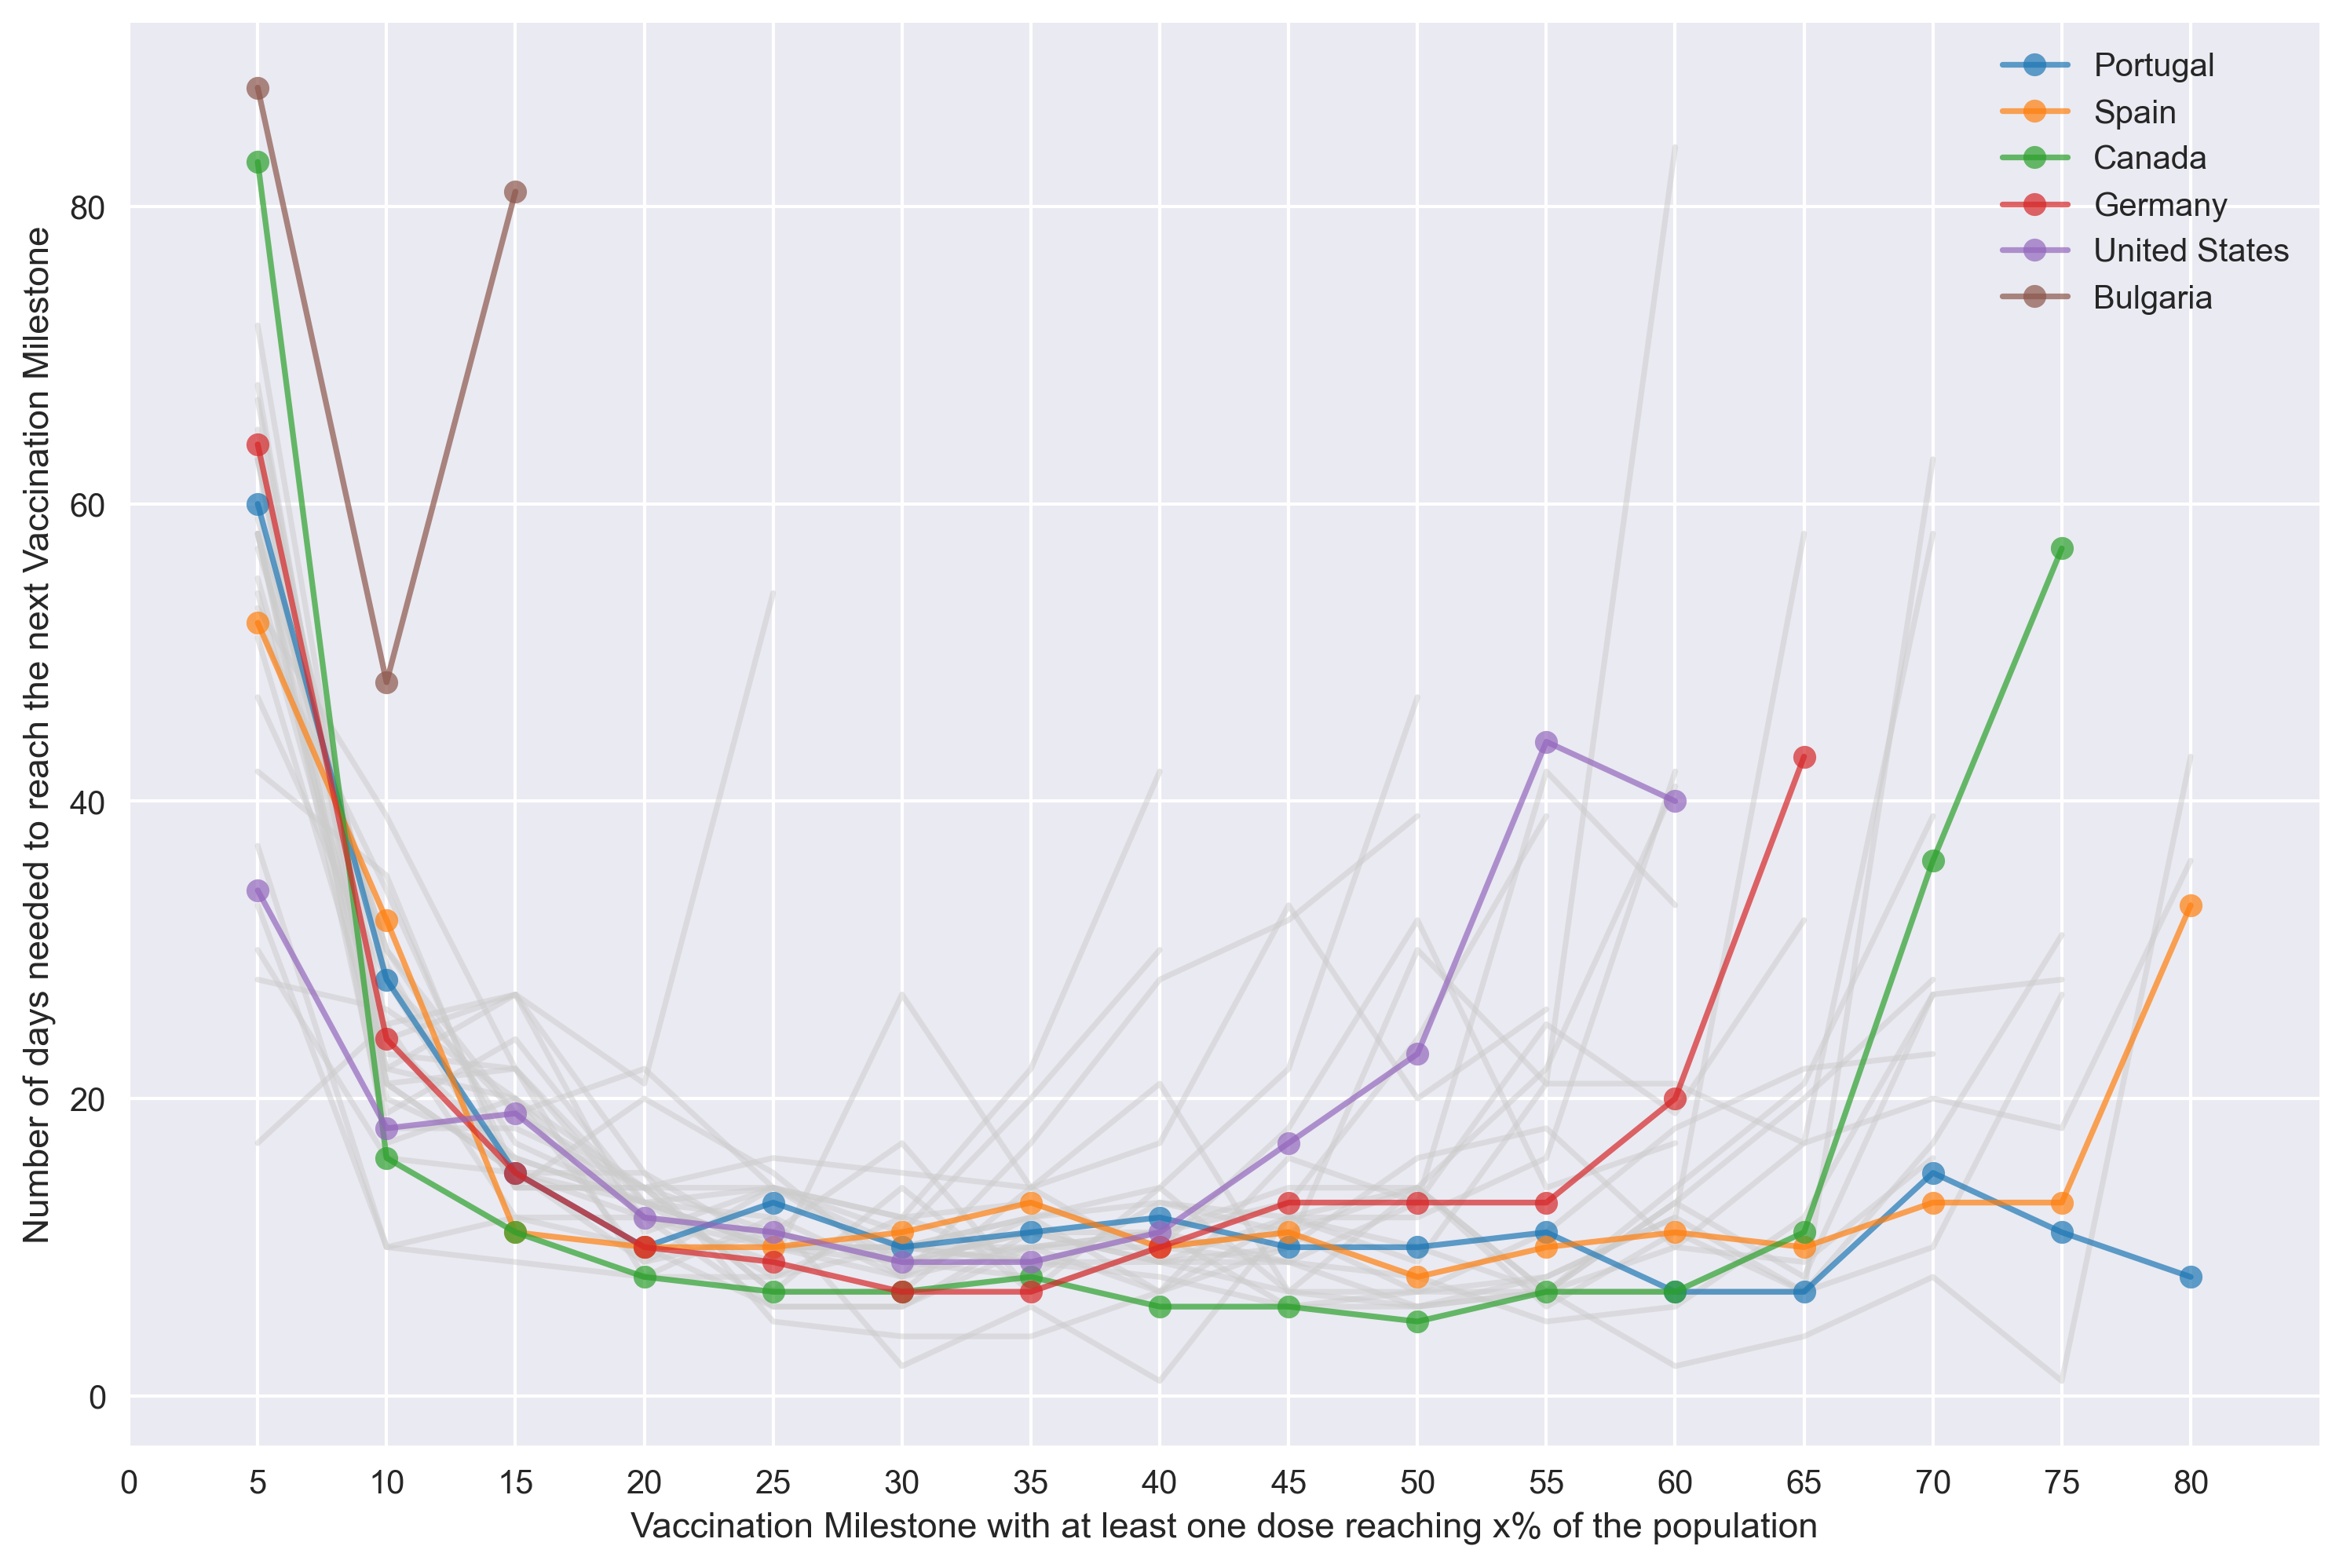 Portugal
Spain
Canada
Germany
United States
Bulgaria
Number of days needed to reach the next Vaccination Milestone
80
60
40
20
0
0 5 10 15 20 25 30 35 40 45 50 55 60 65 70 75 80
Vaccination Milestone with at least one dose reaching x% of the population